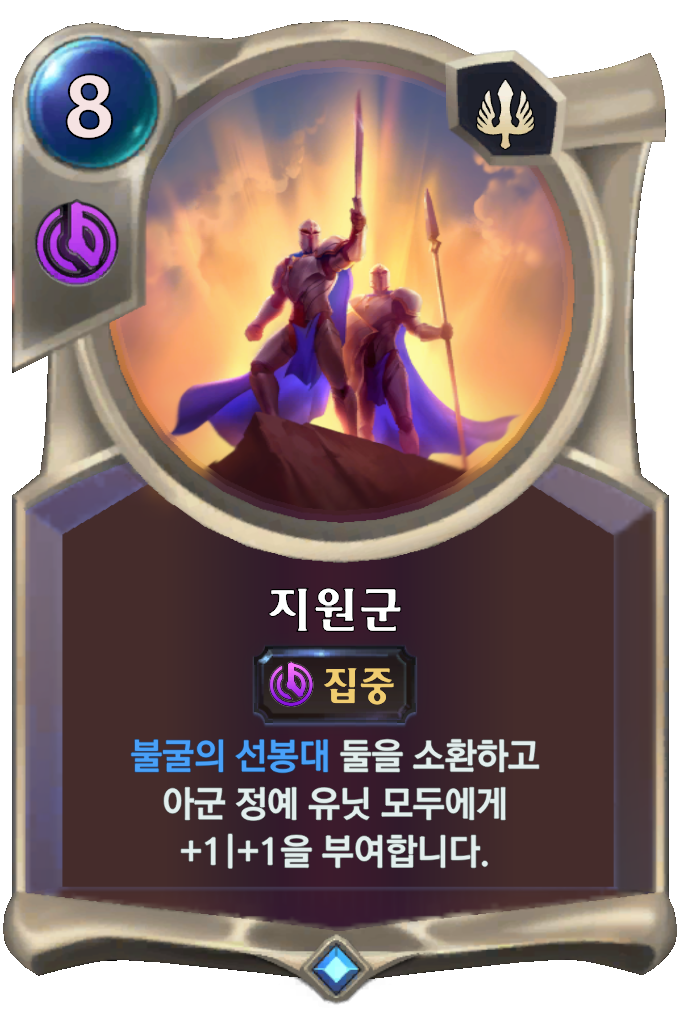 8
지원군
집중
불굴의 선봉대 둘을 소환하고
아군 정예 유닛 모두에게
+1|+1을 부여합니다.